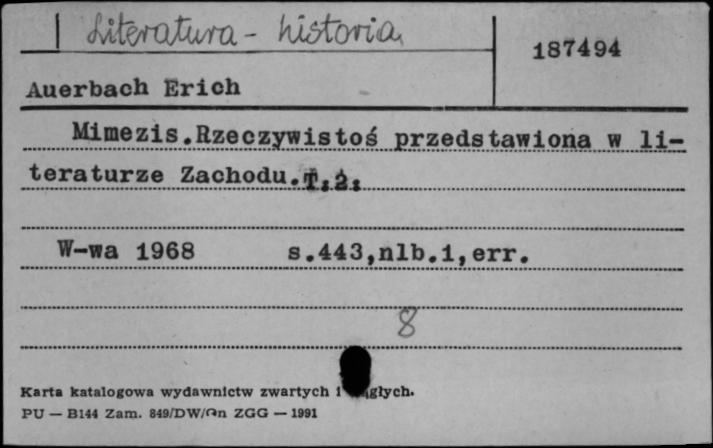 Literatura - historia
187494
Auerbach Erich
Mimezis.Rzeczywistoś przedstawiona w li-
teraturze Zachodu.T.2.
W-wa 1968 s.443,nlb.1,err.
8
Karta katalogowa wydawnictw zwartych i
PU — B144 Zam. 849/DW/ ZGG — 1991